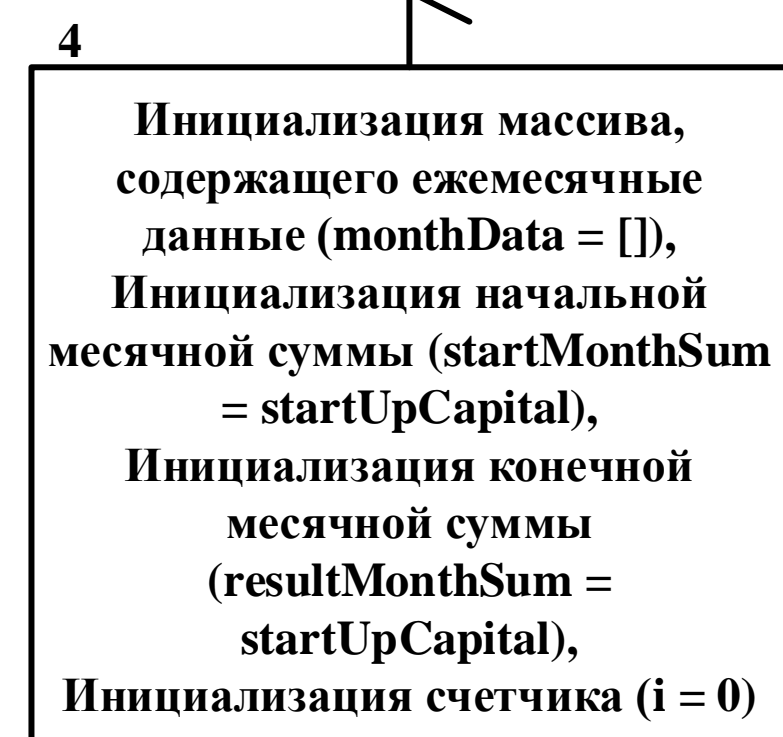 4
Инициализация массива,
содержащего ежемесячные
данные (monthData = []),
Инициализация начальной
месячной суммы (startMonthSum
= startUpCapital),
Инициализация конечной
месячной суммы
(resultMonthSum =
startUpCapital),
Инициализация счетчика (i = 0)